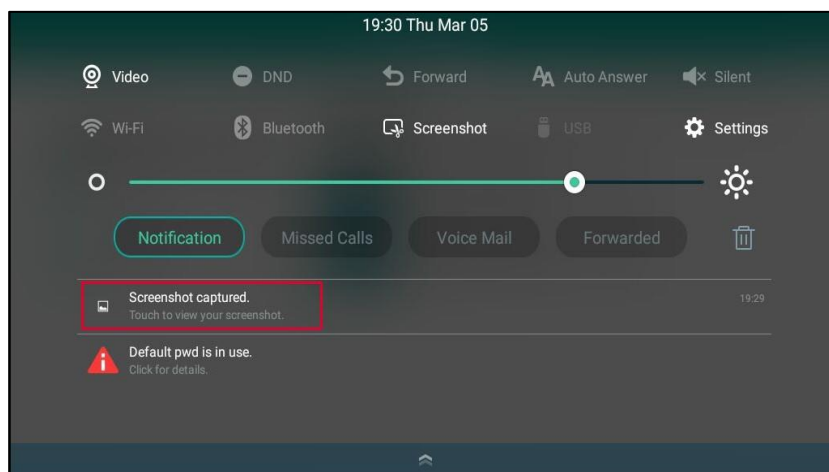 19:30 Thu Mar 05
Video DND Forward Auto Answer Silent
Wi-Fi Bluetooth Screenshot USB Settings
Notification Missed Calls Voice Mail Forwarded
Screenshot captured. 19:29
Touch to view your screenshot.
Default pwd is in use.
Click for details.